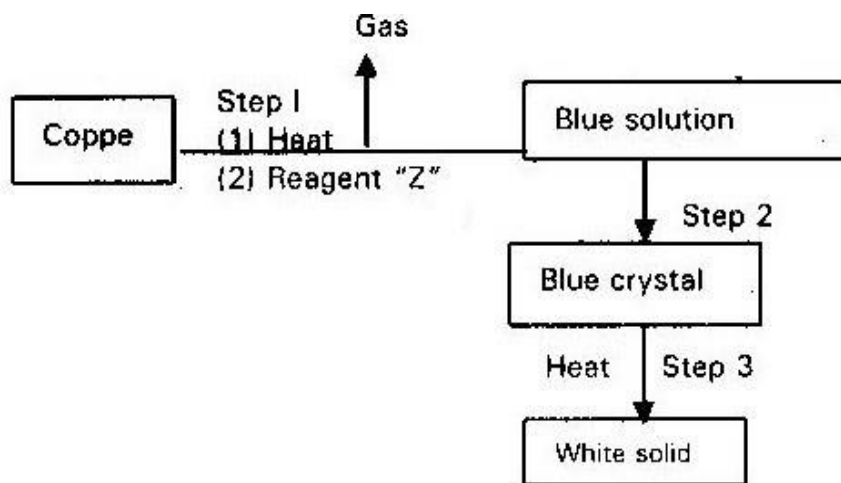 Gas
Step I
Coppe
(1) Heat
(2) Reagent "Z"
Blue solution
Step 2
Blue crystal
Heat
Step 3
White solid